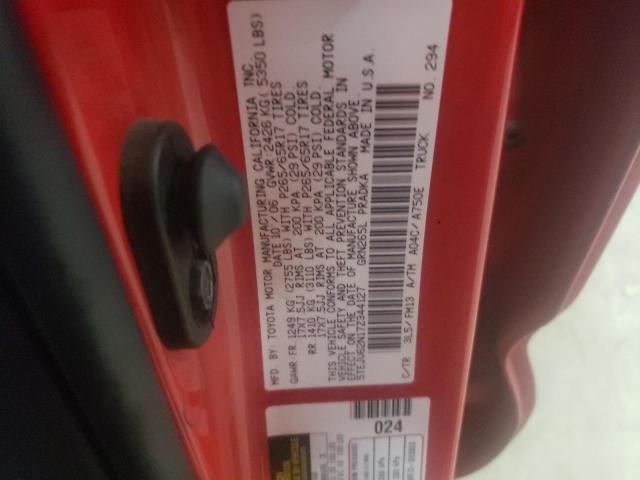 MFD. BY: TOYOTA MOTOR MANUFACTURING CALIFORNIA INC.
DATE 10/06 GVWR 2426 KG( 5350 LBS)
GAWR:FR 1249 KG (2755 LBS) WITH P265/65R17 TIRES
17X7.5JJ RIMS AT 200 KPA (29 PSI) COLD.
RR 1410 KG (3110 LBS) WITH P265/65R17 TIRES
17X7.5JJ RIMS AT 200 KPA (29 PSI) COLD.
THIS VEHICLE CONFORMS TO ALL APPLICABLE FEDERAL MOTOR
VEHICLE SAFETY AND THEFT PREVENTION STANDARDS IN
EFFECT ON THE DATE OF MANUFACTURE SHOWN ABOVE.
5TEJU62N17Z344127 GRN265L PRADKA MADE IN U.S.A.
C/TR 3L5/FM13 A/TM A04C/A750E TRUCK NO. 294
024